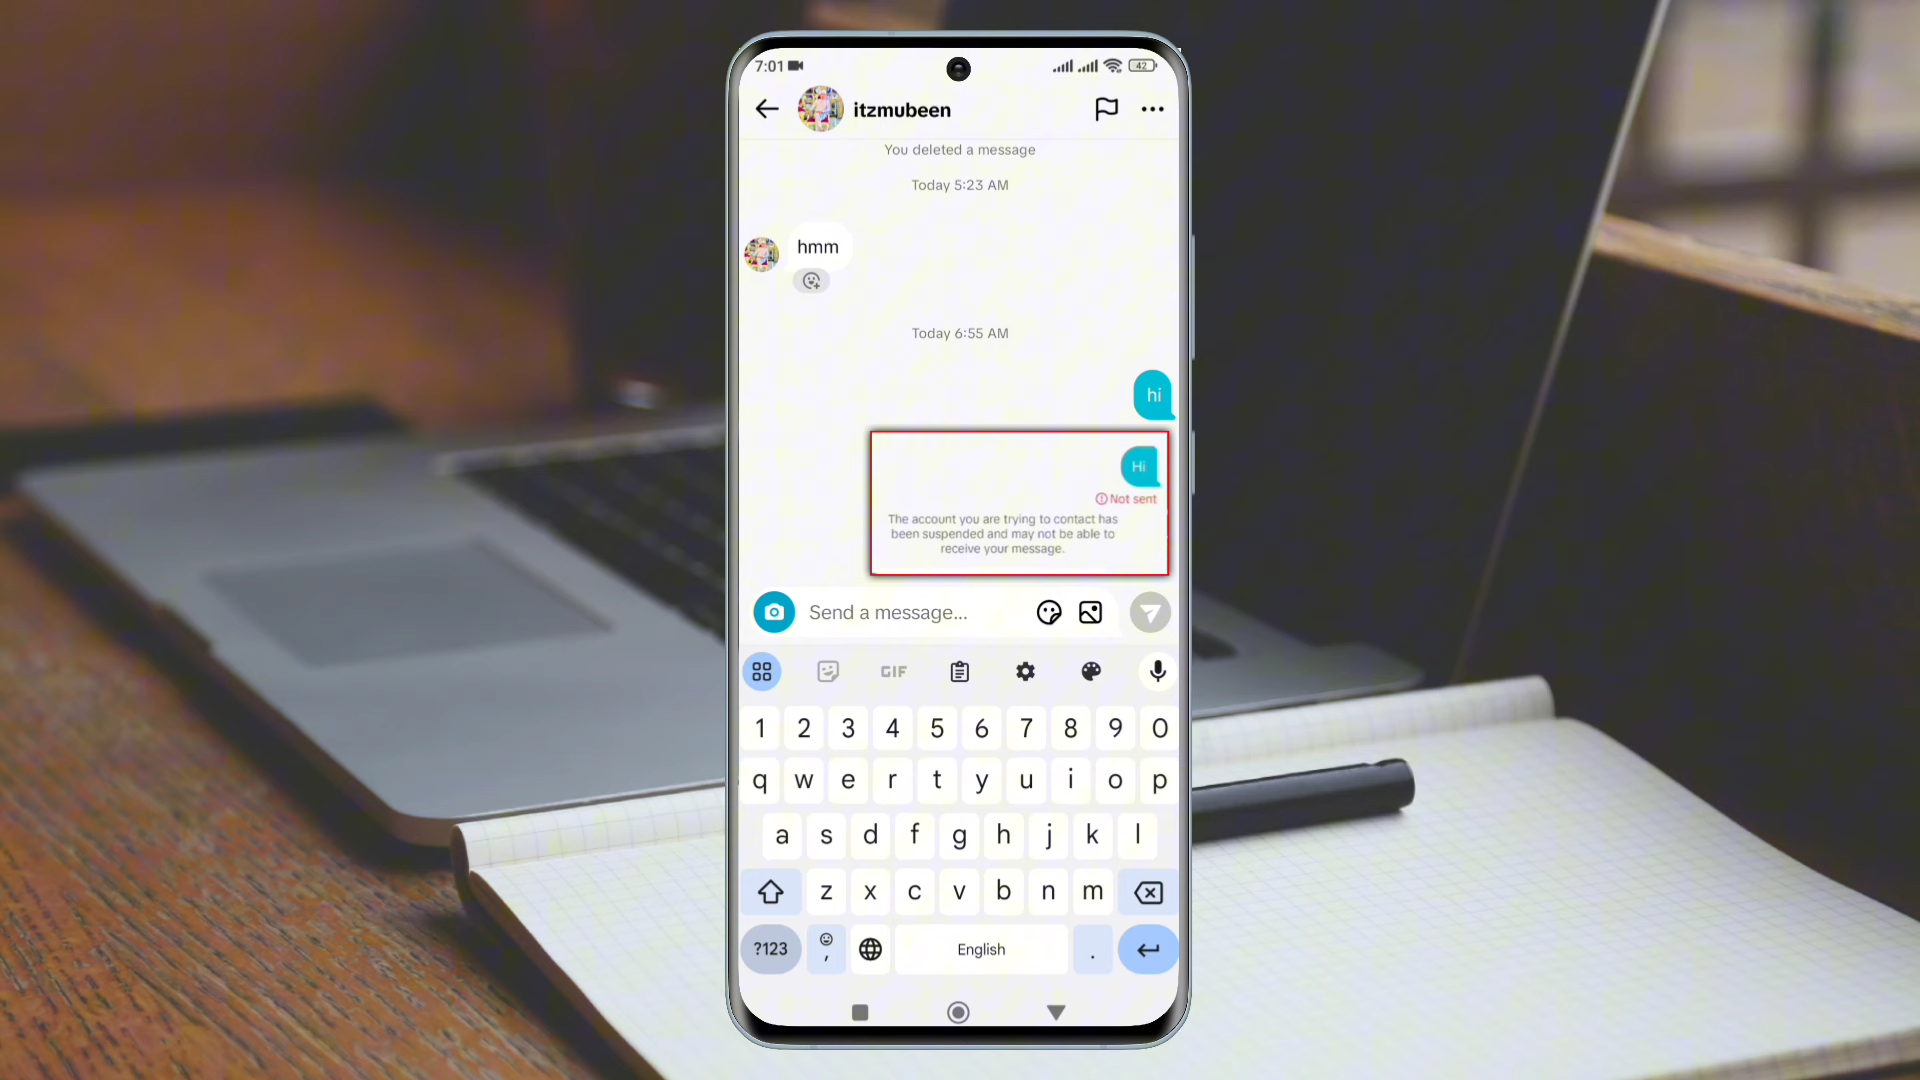 7:01
42
itzmubeen
You deleted a message
Today 5:23 AM
hmm
Today 6:55 AM
hi
Hi
Not sent
The account you are trying to contact has
been suspended and may not be able to
receive your message.
Send a message...
GIF
1 2 3 4 5 6 7 8 9 0
q w e r t y u i o p
a s d f g h j k l
z x c v b n m
?123 , English .